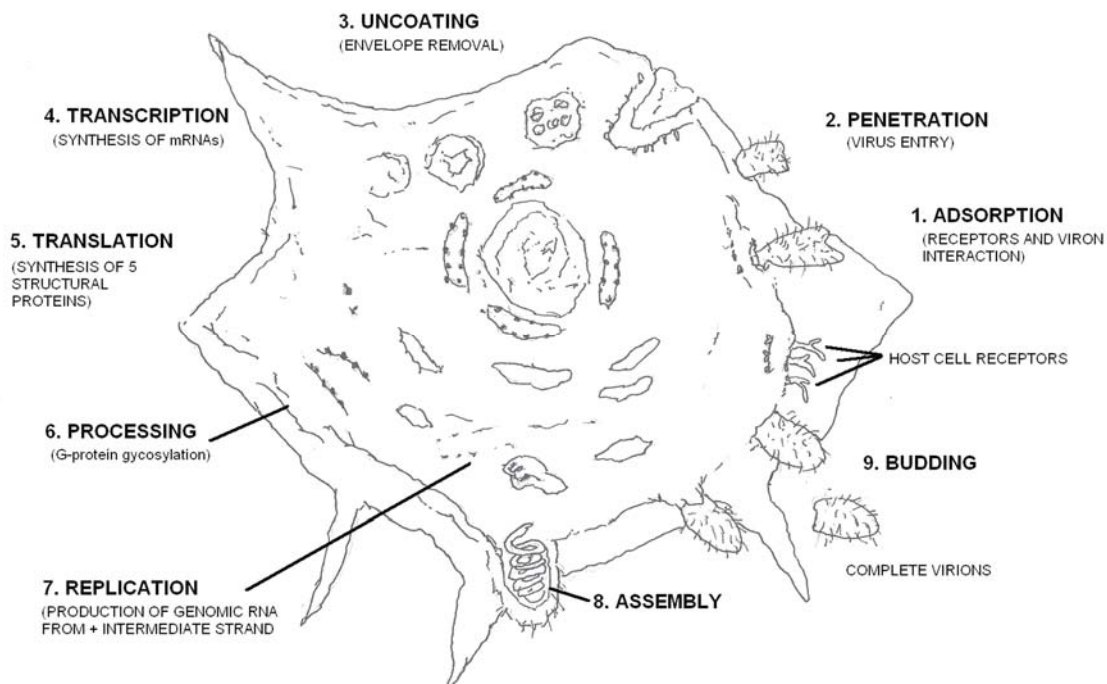 3. UNCOATING
(ENVELOPE REMOVAL)
4. TRANSCRIPTION
(SYNTHESIS OF mRNAs)
2. PENETRATION
(VIRUS ENTRY)
1. ADSORPTION
(RECEPTORS AND VIRON
INTERACTION)
5. TRANSLATION
(SYNTHESIS OF 5
STRUCTURAL
PROTEINS)
HOST CELL RECEPTORS
6. PROCESSING
(G-protein gycosylation)
9. BUDDING
COMPLETE VIRIONS
7. REPLICATION
(PRODUCTION OF GENOMIC RNA
FROM + INTERMEDIATE STRAND
8. ASSEMBLY